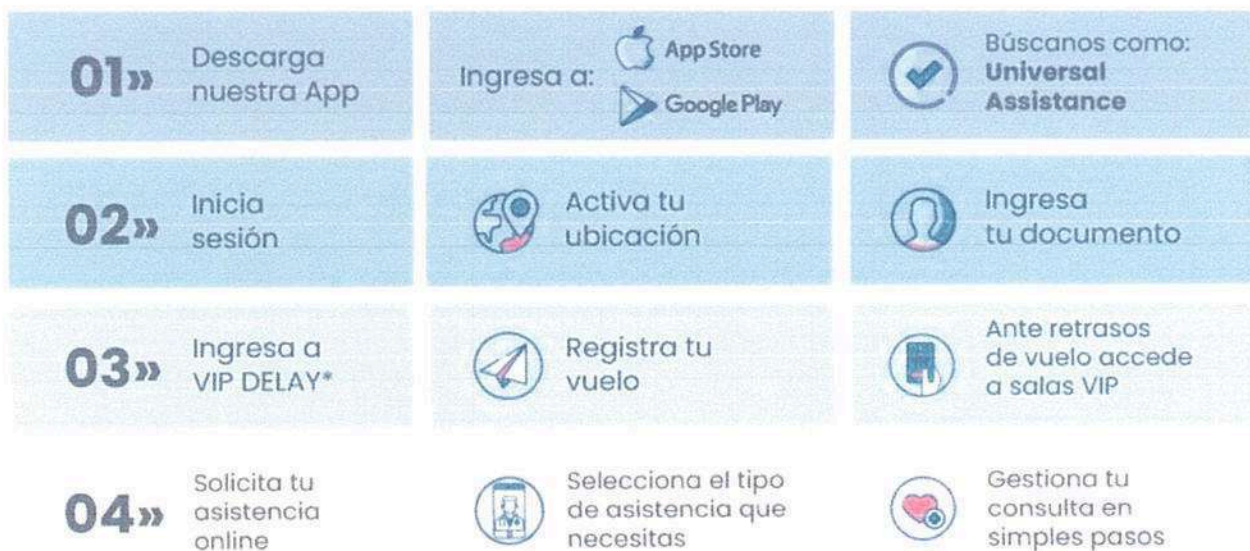 01»
Descarga
nuestra App
Ingresa a:
App Store
Google Play
Búscanos como:
Universal
Assistance
02»
Inicia
sesión
Activa tu
ubicación
Ingresa
tu documento
03»
Ingresa a
VIP DELAY*
Registra tu
vuelo
Ante retrasos
de vuelo accede
a salas VIP
04»
Solicita tu
asistencia
online
Selecciona el tipo
de asistencia que
necesitas
Gestiona tu
consulta en
simples pasos